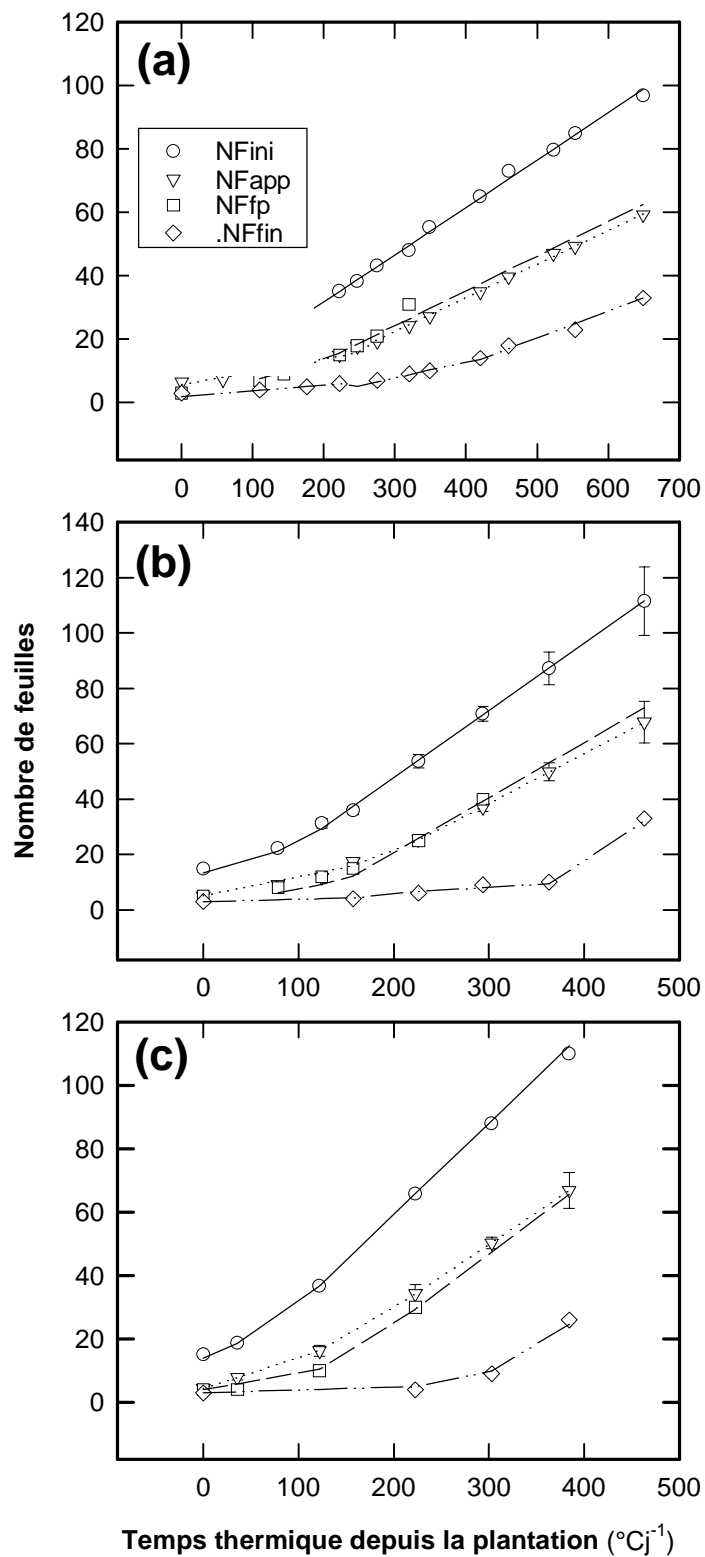 120
(a)
100
NFini
NFapp
NFfp
.NFfin
80
60
40
20
0
0 100 200 300 400 500 600 700
140
(b)
120
100
80
60
40
20
0
0 100 200 300 400 500
Nombre de feuilles
120
(c)
100
80
60
40
20
0
0 100 200 300 400 500
Temps thermique depuis la plantation (°Cj⁻¹)